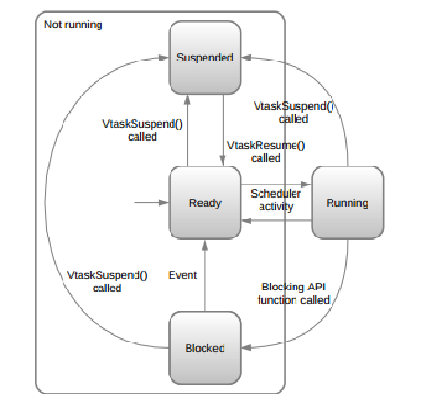 Not running
Suspended
VtaskSuspend()
called
VtaskSuspend()
called
VtaskResume()
called
Ready
Scheduler
activity
Running
VtaskSuspend()
called
Event
Blocking API
function called
Blocked